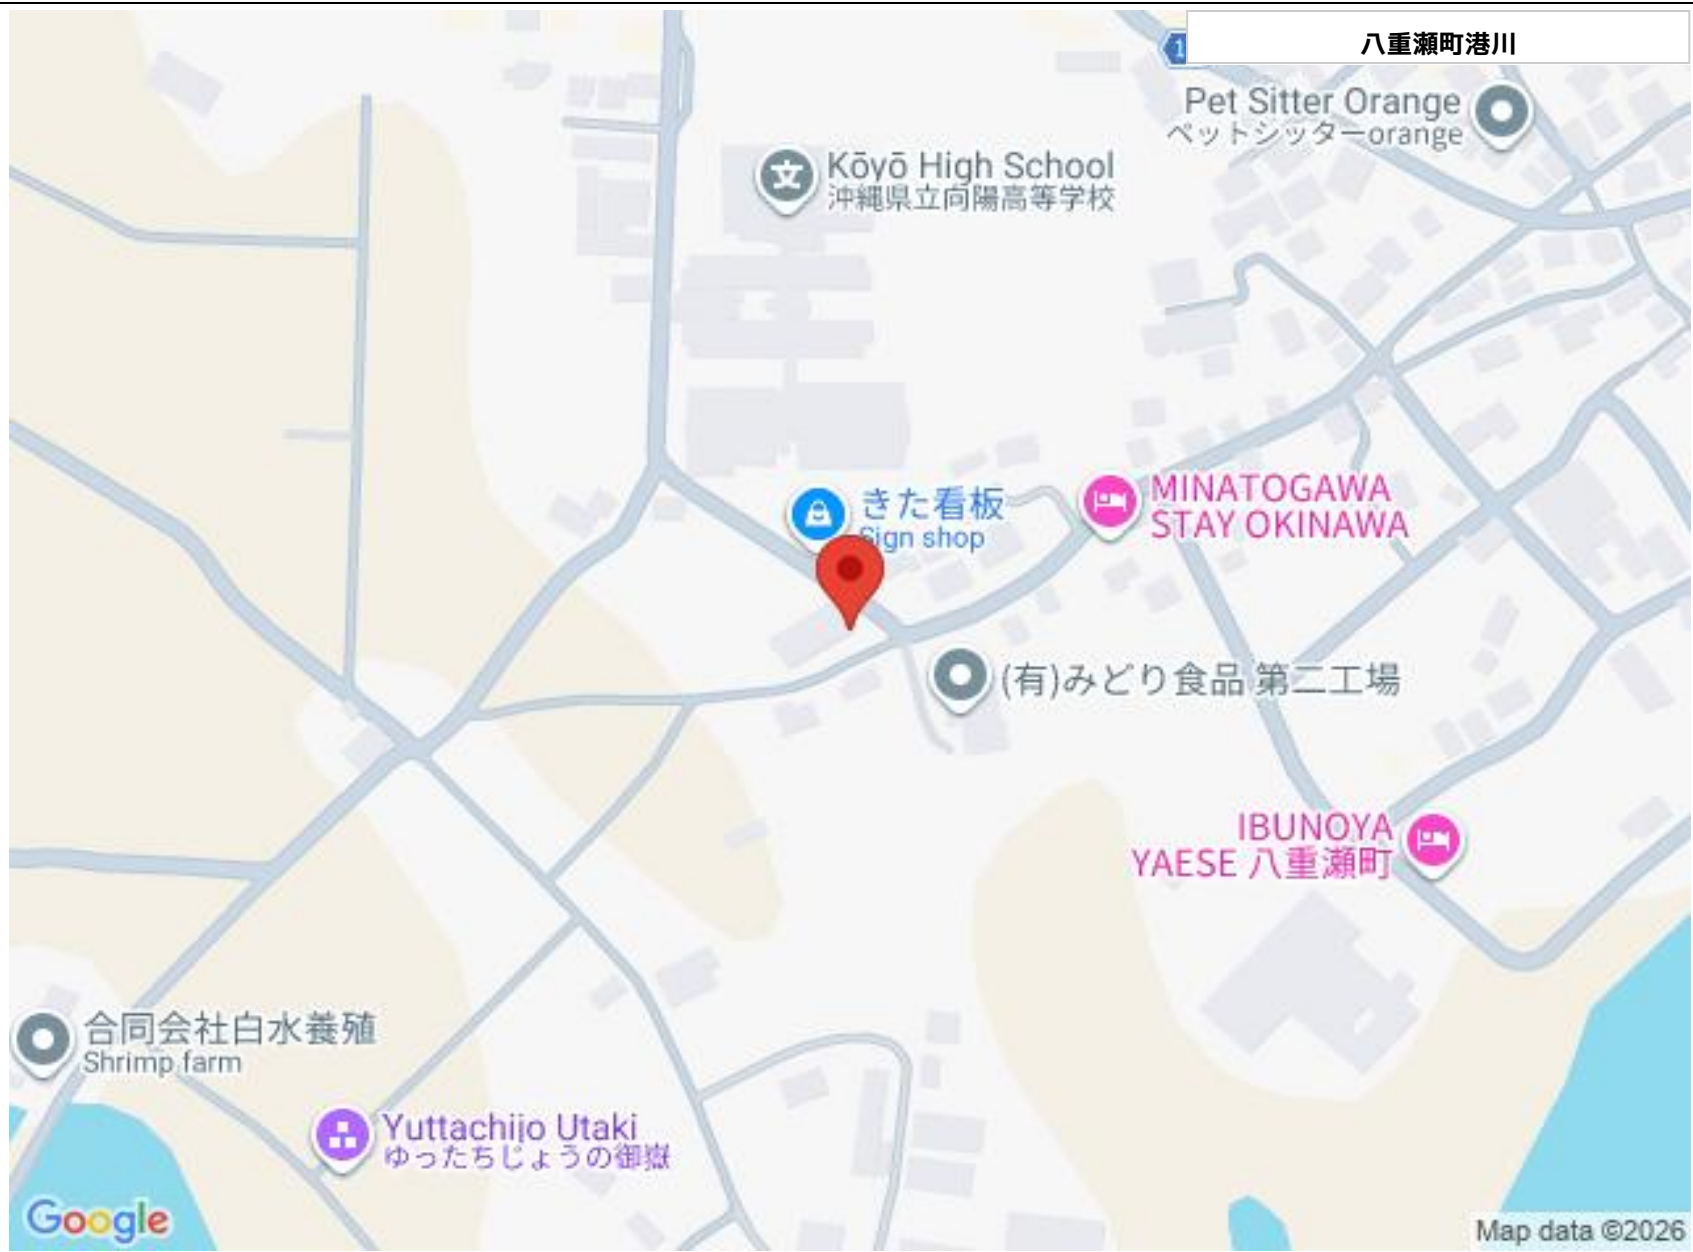 八重瀬町港川
1
Pet Sitter Orange
ペットシッターorange
Kōyō High School
沖縄県立向陽高等学校
きた看板
Sign shop
MINATOGAWA
STAY OKINAWA
(有)みどり食品 第二工場
IBUNOYA
YAESE 八重瀬町
合同会社白水養殖
Shrimp farm
Yuttachijo Utaki
ゆったちじょうの御嶽
Google
Map data ©2026